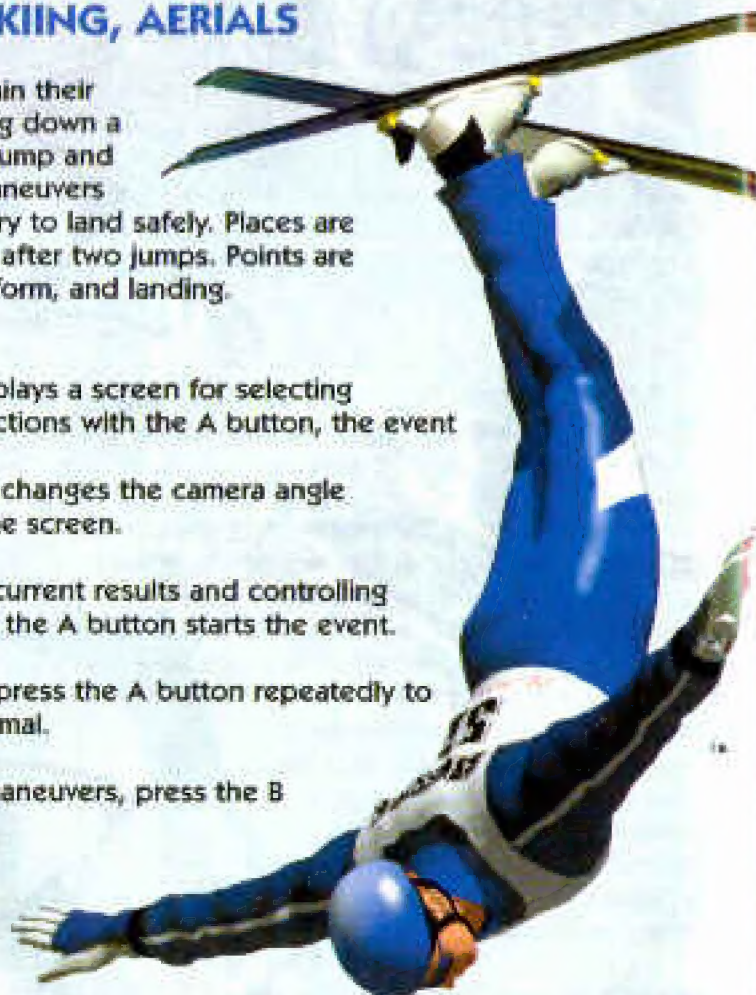 KIING, AERIALS
in their
g down a
ump and
aneuvers
ry to land safely. Places are
after two jumps. Points are
form, and landing.
plays a screen for selecting
ctions with the A button, the event
changes the camera angle
e screen.
current results and controlling
the A button starts the event.
press the A button repeatedly to
mal.
aneuvers, press the B